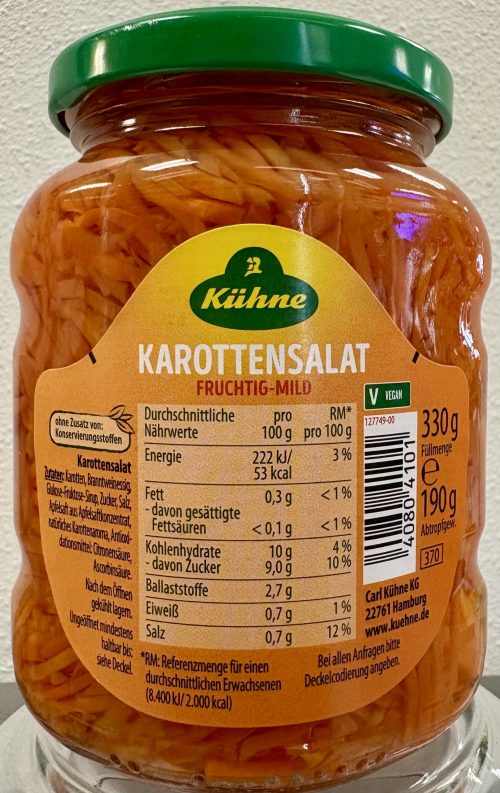 Kühne
KAROTTENSALAT
FRUCHTIG-MILD
ohne Zusatz von:
Konservierungsstoffen
Karottensalat
Zutaten: Karotten, Branntweinessig,
Glukose-Fruktose-Sirup, Zucker, Salz,
Apfelsaft aus Apfelsaftkonzentrat,
natürliches Karottenaroma, Antioxi-
dationsmittel: Citronensäure,
Ascorbinsäure.
Nach dem Öffnen
gekühlt lagern.
Ungeöffnet mindestens
haltbar bis:
siehe Deckel.
Durchschnittliche pro RM*
Nährwerte 100 g pro 100 g
Energie 222 kJ/ 3 %
53 kcal
Fett 0,3 g < 1 %
- davon gesättigte
Fettsäuren < 0,1 g < 1 %
Kohlenhydrate 10 g 4 %
- davon Zucker 9,0 g 10 %
Ballaststoffe 2,7 g
Eiweiß 0,7 g 1 %
Salz 0,7 g 12 %
*RM: Referenzmenge für einen
durchschnittlichen Erwachsenen
(8.400 kJ/2.000 kcal)
V VEGAN
127749-00
4080 4101
330 g
Füllmenge
e
190 g
Abtropfgew.
370
Carl Kühne KG
22761 Hamburg
www.kuehne.de
Bei allen Anfragen bitte
Deckelcodierung angeben.